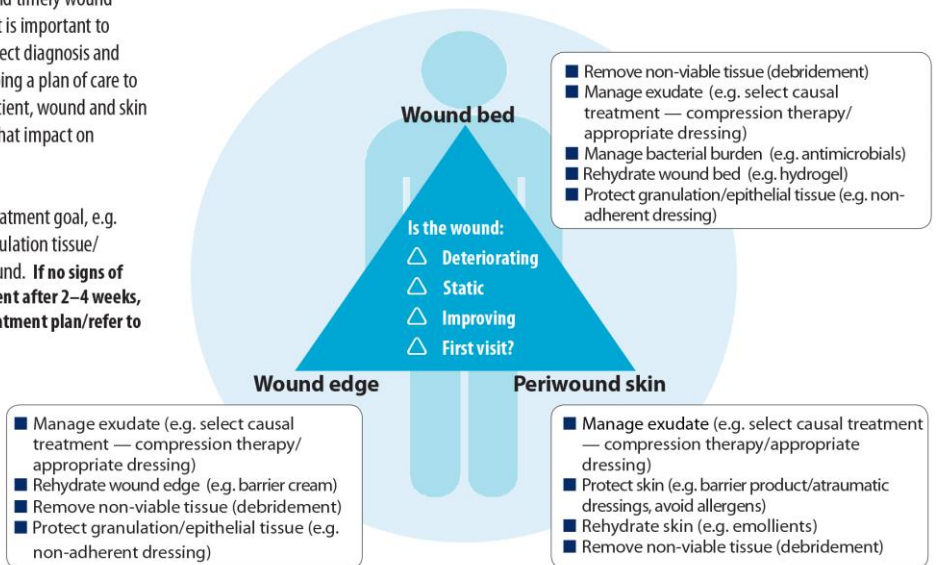 nd timely wound
t is important to
ect diagnosis and
ping a plan of care to
tient, wound and skin
hat impact on
atment goal, e.g.
ulation tissue/
und. If no signs of
ent after 2–4 weeks,
atment plan/refer to
Wound bed
■ Remove non-viable tissue (debridement)
■ Manage exudate (e.g. select causal
treatment — compression therapy/
appropriate dressing)
■ Manage bacterial burden (e.g. antimicrobials)
■ Rehydrate wound bed (e.g. hydrogel)
■ Protect granulation/epithelial tissue (e.g. non-
adherent dressing)
Is the wound:
△ Deteriorating
△ Static
△ Improving
△ First visit?
Wound edge
Periwound skin
■ Manage exudate (e.g. select causal
treatment — compression therapy/
appropriate dressing)
■ Rehydrate wound edge (e.g. barrier cream)
■ Remove non-viable tissue (debridement)
■ Protect granulation/epithelial tissue (e.g.
non-adherent dressing)
■ Manage exudate (e.g. select causal treatment
— compression therapy/appropriate
dressing)
■ Protect skin (e.g. barrier product/atraumatic
dressings, avoid allergens)
■ Rehydrate skin (e.g. emollients)
■ Remove non-viable tissue (debridement)